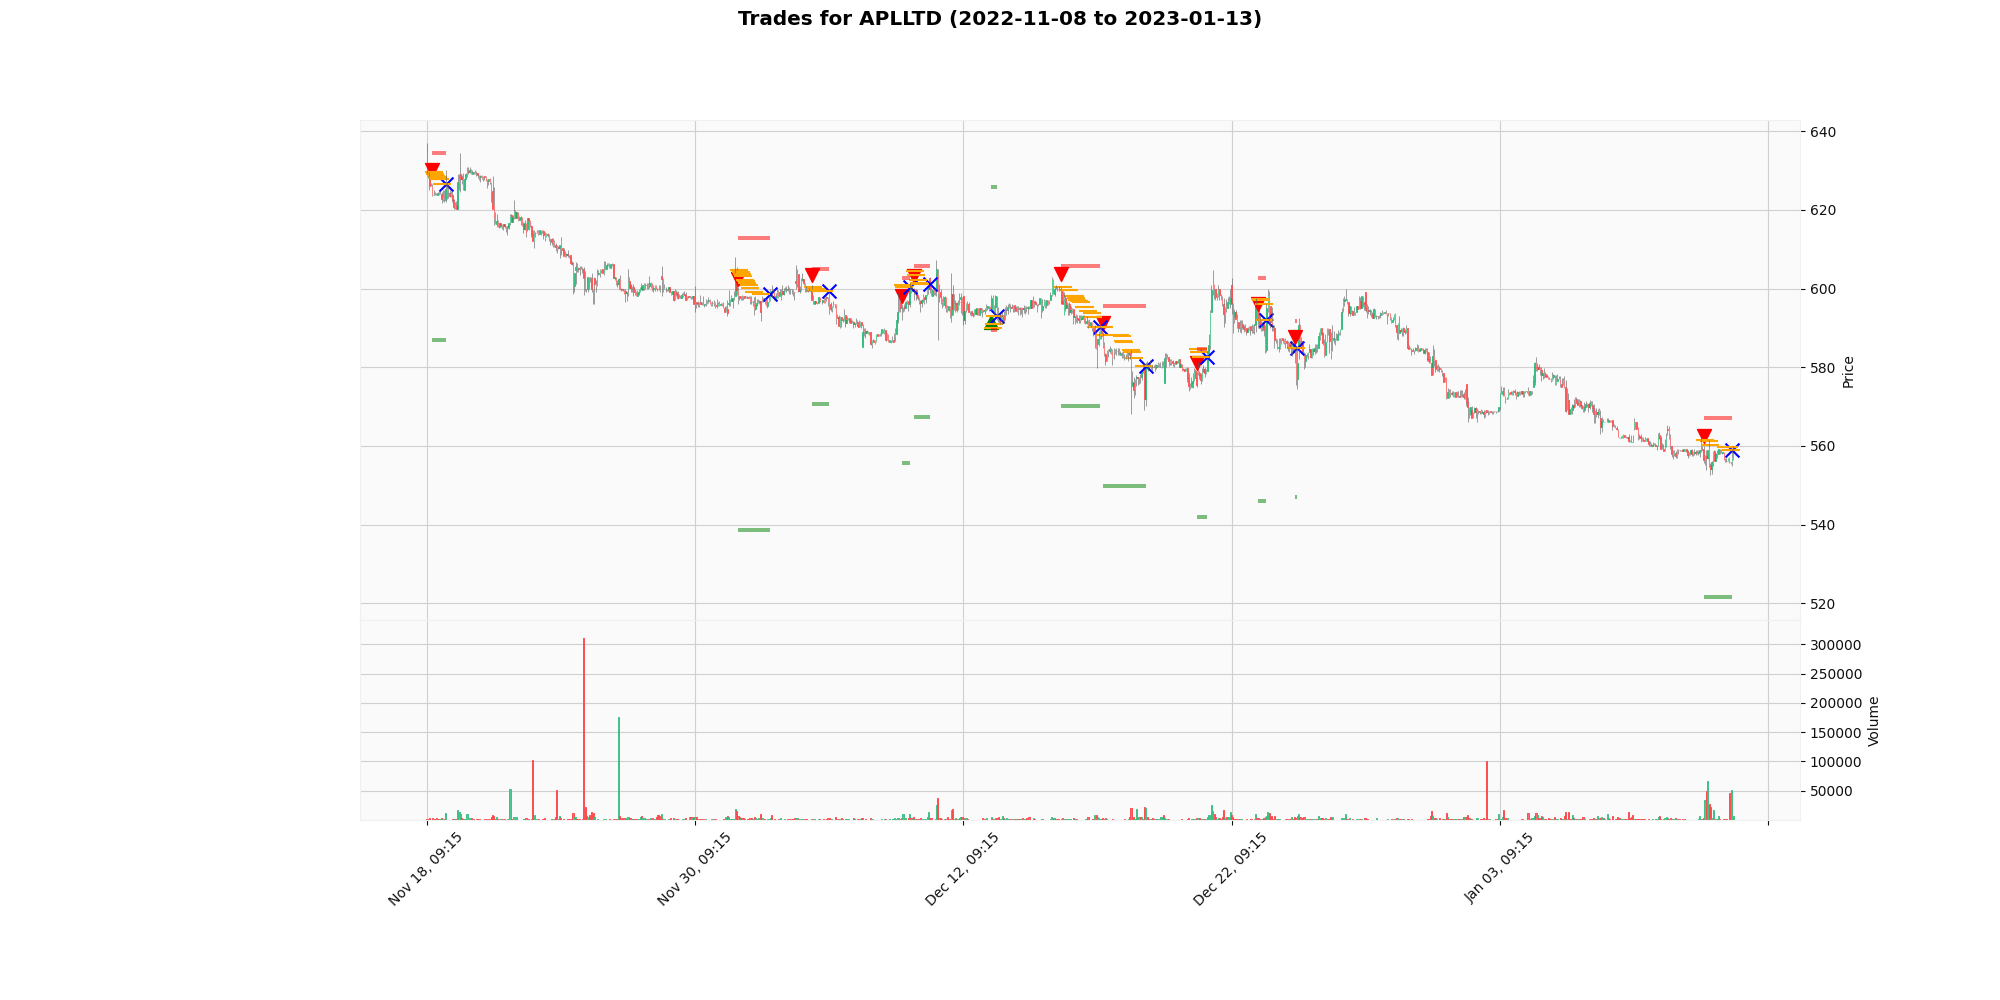 Trades for APLLTD (2022-11-08 to 2023-01-13)
640
620
600
580
560
540
520
Price
300000
250000
200000
150000
100000
50000
Volume
Nov 18, 09:15
Nov 30, 09:15
Dec 12, 09:15
Dec 22, 09:15
Jan 03, 09:15